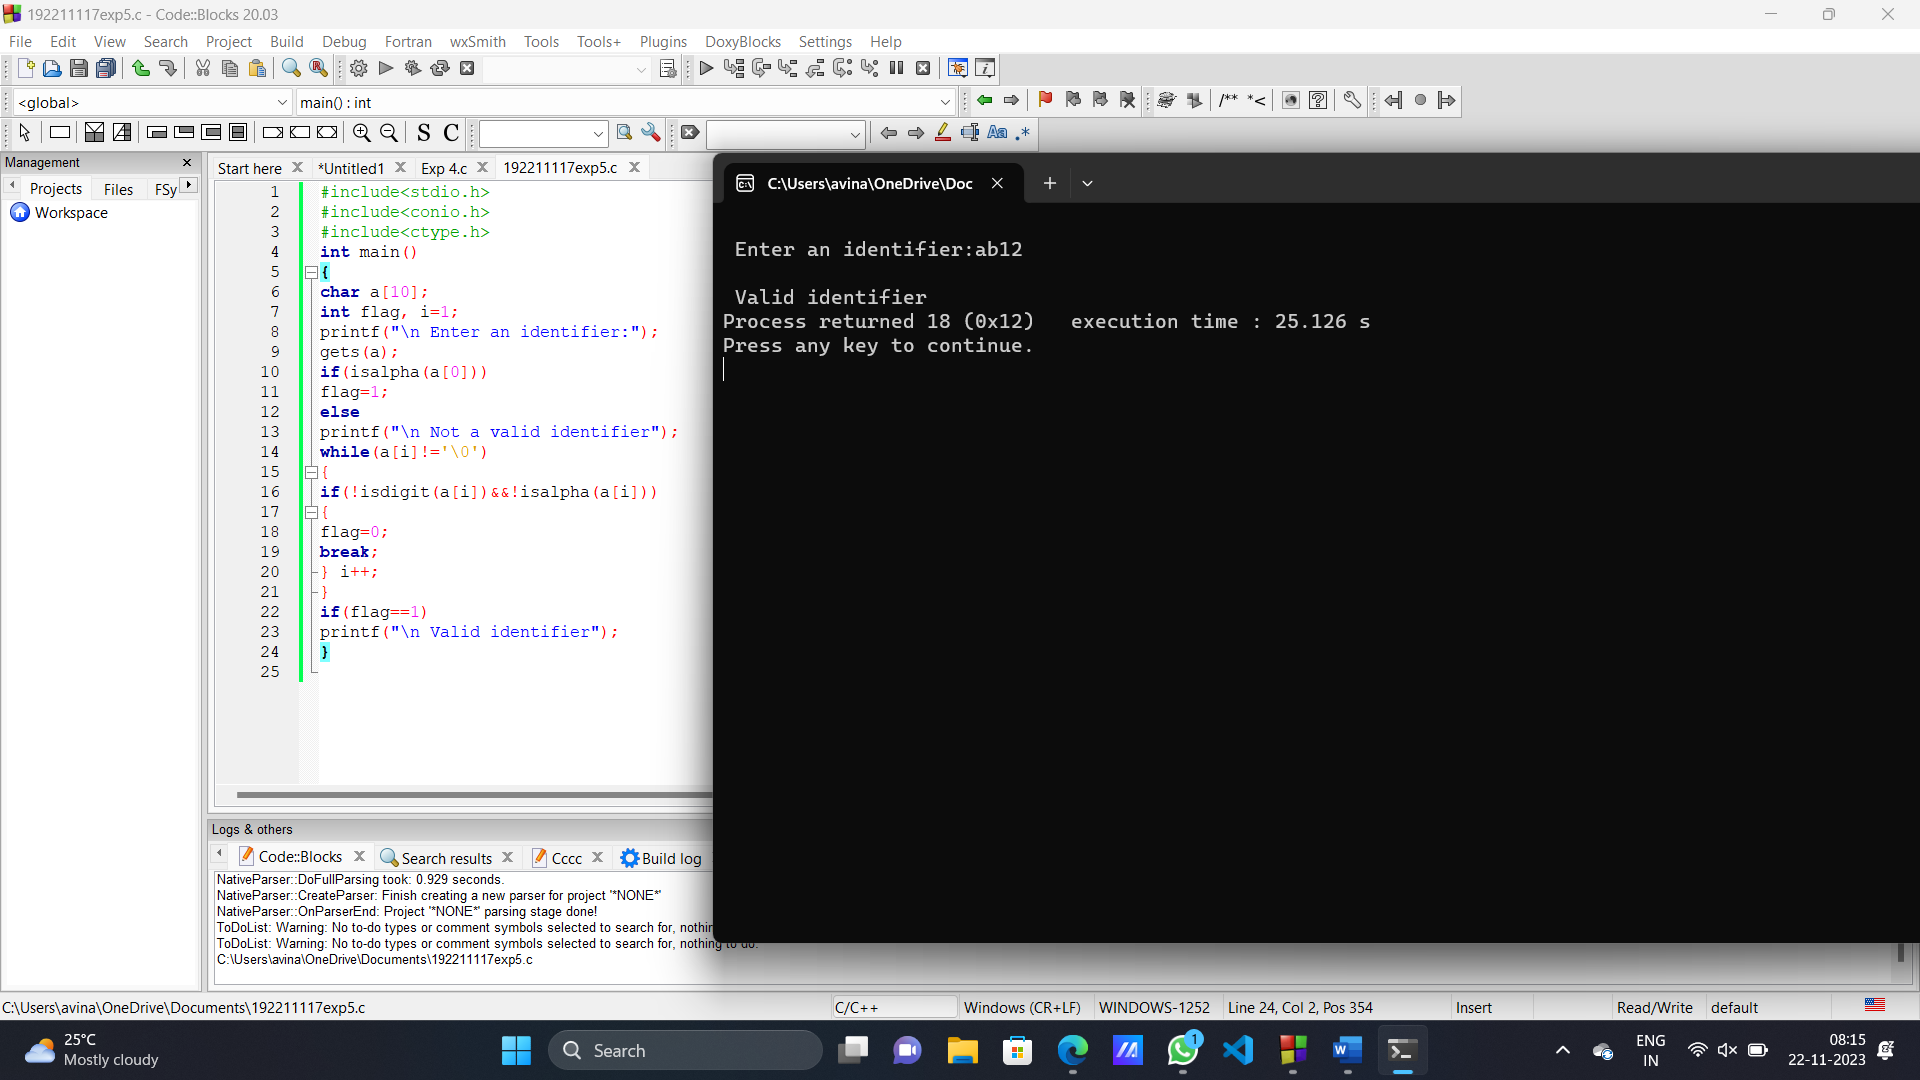 192211117exp5.c - Code::Blocks 20.03
File Edit View Search Project Build Debug Fortran wxSmith Tools Tools+ Plugins DoxyBlocks Settings Help
<global> main() : int
/** *<
S C Aa .*
Management
Projects Files FSy
Workspace
Start here *Untitled1 Exp 4.c 192211117exp5.c
1 #include<stdio.h>
2 #include<conio.h>
3 #include<ctype.h>
4 int main()
5 {
6 char a[10];
7 int flag, i=1;
8 printf("\n Enter an identifier:");
9 gets(a);
10 if(isalpha(a[0]))
11 flag=1;
12 else
13 printf("\n Not a valid identifier");
14 while(a[i]!='\0')
15 {
16 if(!isdigit(a[i])&&!isalpha(a[i]))
17 {
18 flag=0;
19 break;
20 } i++;
21 }
22 if(flag==1)
23 printf("\n Valid identifier");
24 }
25
C:\Users\avina\OneDrive\Doc
Enter an identifier:ab12
Valid identifier
Process returned 18 (0x12)   execution time : 25.126 s
Press any key to continue.
Logs & others
Code::Blocks Search results Cccc Build log
NativeParser::DoFullParsing took: 0.929 seconds.
NativeParser::CreateParser: Finish creating a new parser for project '*NONE*'
NativeParser::OnParserEnd: Project '*NONE*' parsing stage done!
ToDoList: Warning: No to-do types or comment symbols selected to search for, nothin
ToDoList: Warning: No to-do types or comment symbols selected to search for, nothing to do.
C:\Users\avina\OneDrive\Documents\192211117exp5.c
C:\Users\avina\OneDrive\Documents\192211117exp5.c C/C++ Windows (CR+LF) WINDOWS-1252 Line 24, Col 2, Pos 354 Insert Read/Write default
25°C
Mostly cloudy
Search
1
ENG
IN
08:15
22-11-2023